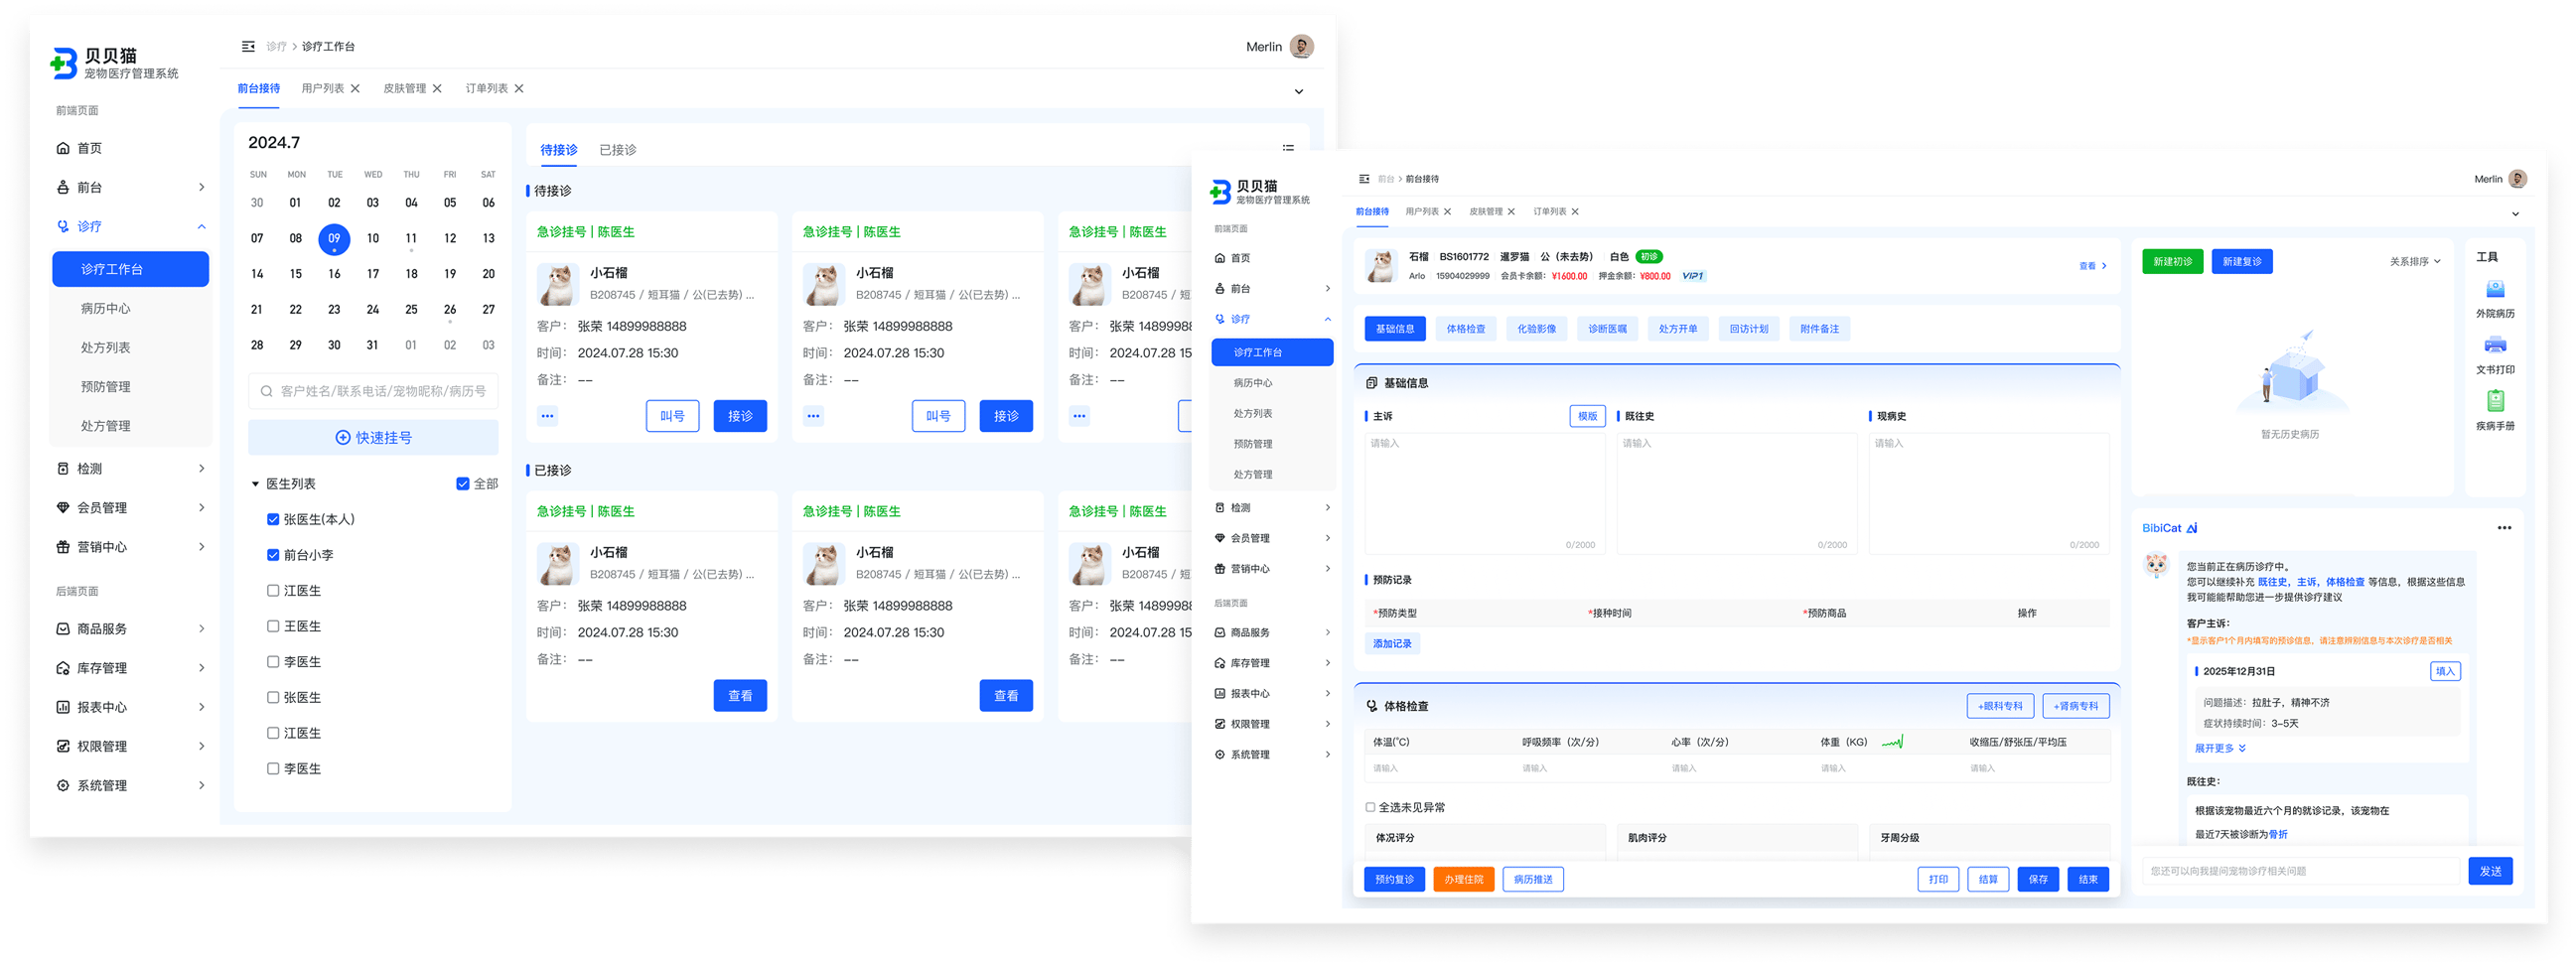 贝贝猫
宠物医疗管理系统
前端页面
首页
前台
诊疗
诊疗工作台
病历中心
处方列表
预防管理
处方管理
检测
会员管理
营销中心
后端页面
商品服务
库存管理
报表中心
权限管理
系统管理
诊疗 > 诊疗工作台
Merlin
前台接待 用户列表 皮肤管理 订单列表
2024.7
SUN MON TUE WED THU FRI SAT
30 01 02 03 04 05 06
07 08 09 10 11 12 13
14 15 16 17 18 19 20
21 22 23 24 25 26 27
28 29 30 31 01 02 03
客户姓名/联系电话/宠物昵称/病历号
快速挂号
医生列表 全部
张医生(本人)
前台小李
江医生
王医生
李医生
张医生
江医生
李医生
待接诊 已接诊
待接诊
急诊挂号 | 陈医生
小石榴
B208745 / 短耳猫 / 公(已去势) ...
客户： 张荣 14899988888
时间： 2024.07.28 15:30
备注： --
叫号 接诊
急诊挂号 | 陈医生
小石榴
B208745 / 短耳猫 / 公(已去势) ...
客户： 张荣 14899988888
时间： 2024.07.28 15:30
备注： --
叫号 接诊
急诊挂号 | 陈医生
小石榴
B208745 / 短
客户： 张荣 148999
时间： 2024.07.28 15
备注： --
已接诊
急诊挂号 | 陈医生
小石榴
B208745 / 短耳猫 / 公(已去势) ...
客户： 张荣 14899988888
时间： 2024.07.28 15:30
备注： --
查看
急诊挂号 | 陈医生
小石榴
B208745 / 短耳猫 / 公(已去势) ...
客户： 张荣 14899988888
时间： 2024.07.28 15:30
备注： --
查看
急诊挂号 | 陈医生
小石榴
B208745 / 短
客户： 张荣 148999
时间： 2024.07.28 15
备注： --
贝贝猫
宠物医疗管理系统
前端页面
首页
前台
诊疗
诊疗工作台
病历中心
处方列表
预防管理
处方管理
检测
会员管理
营销中心
后端页面
商品服务
库存管理
报表中心
权限管理
系统管理
前台 > 前台接待
Merlin
前台接待 用户列表 皮肤管理 订单列表
石榴 BS1601772 暹罗猫 公（未去势） 白色 初诊
Arlo 15904029999 会员卡余额：¥1600.00 押金余额：¥800.00 VIP1
查看 >
基础信息 体格检查 化验影像 诊断医嘱 处方开单 回访计划 附件备注
基础信息
主诉 模版 既往史 现病史
请输入 请输入 请输入
0/2000 0/2000 0/2000
预防记录
*预防类型 *接种时间 *预防商品 操作
添加记录
体格检查 +眼科专科 +肾病专科
体温(℃) 呼吸频率（次/分） 心率（次/分） 体重（KG） 收缩压/舒张压/平均压
请输入 请输入 请输入 请输入 请输入
全选未见异常
体况评分 肌肉评分 牙周分级
预约复诊 办理住院 病历推送 打印 结算 保存 结束
新建初诊 新建复诊 关系排序
暂无历史病历
工具
外院病历
文书打印
疾病手册
BibiCat Ai
您当前正在病历诊疗中。
您可以继续补充 既往史，主诉，体格检查 等信息，根据这些信息
我可能能帮助您进一步提供诊疗建议
客户主诉：
*显示客户1个月内填写的预诊信息，请注意辨别信息与本次诊疗是否相关
2025年12月31日 填入
问题描述：拉肚子，精神不济
症状持续时间：3-5天
展开更多
既往史：
根据该宠物最近六个月的就诊记录，该宠物在
最近7天被诊断为骨折
您还可以向我提问宠物诊疗相关问题 发送